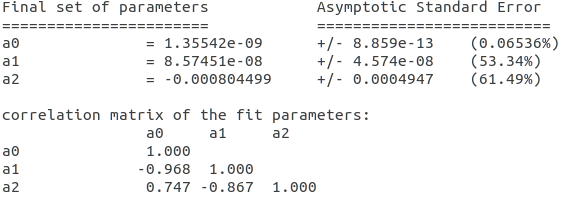 Final set of parameters            Asymptotic Standard Error
=======================            ==========================
a0              = 1.35542e-09      +/- 8.859e-13    (0.06536%)
a1              = 8.57451e-08      +/- 4.574e-08    (53.34%)
a2              = -0.000804499     +/- 0.0004947    (61.49%)
correlation matrix of the fit parameters:
                a0     a1     a2
a0              1.000
a1             -0.968  1.000
a2              0.747 -0.867  1.000